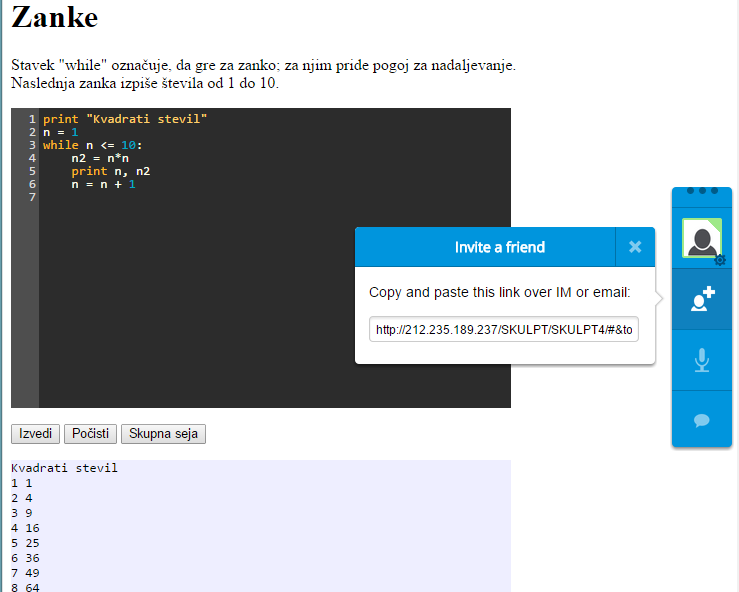 Zanke
Stavek "while" označuje, da gre za zanko; za njim pride pogoj za nadaljevanje.
Naslednja zanka izpiše števila od 1 do 10.
1 print "Kvadrati stevil"
2 n = 1
3 while n <= 10:
4     n2 = n*n
5     print n, n2
6     n = n + 1
7
Invite a friend
Copy and paste this link over IM or email:
http://212.235.189.237/SKULPT/SKULPT4/#&to
Izvedi Počisti Skupna seja
Kvadrati stevil
1 1
2 4
3 9
4 16
5 25
6 36
7 49
8 64